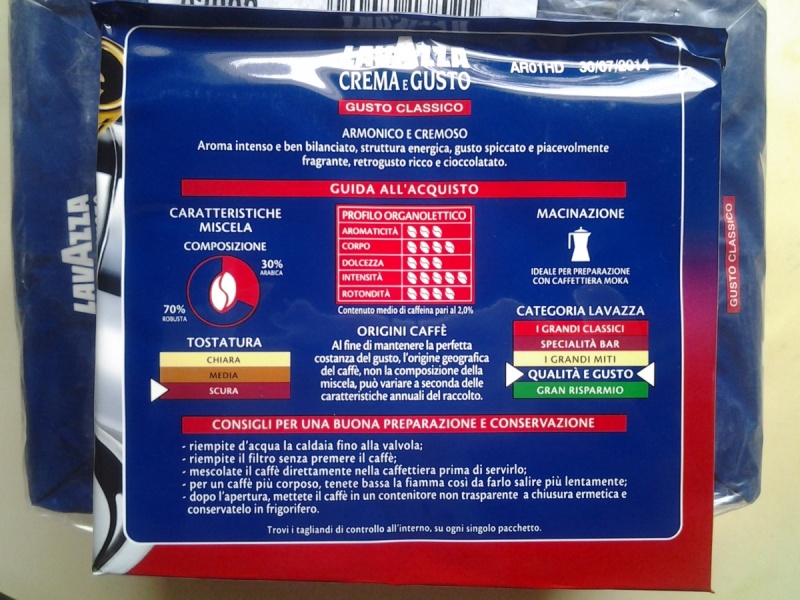 LAVAZZA
CREMA E GUSTO
AR01HD 30/07/2014
GUSTO CLASSICO
ARMONICO E CREMOSO
Aroma intenso e ben bilanciato, struttura energica, gusto spiccato e piacevolmente
fragrante, retrogusto ricco e cioccolatato.
GUIDA ALL'ACQUISTO
CARATTERISTICHE
MISCELA
COMPOSIZIONE
30%
ARABICA
70%
ROBUSTA
TOSTATURA
CHIARA
MEDIA
SCURA
PROFILO ORGANOLETTICO
AROMATICITÀ
CORPO
DOLCEZZA
INTENSITÀ
ROTONDITÀ
Contenuto medio di caffeina pari al 2,0%
ORIGINI CAFFÈ
Al fine di mantenere la perfetta
costanza del gusto, l'origine geografica
del caffè, non la composizione della
miscela, può variare a seconda delle
caratteristiche annuali del raccolto.
MACINAZIONE
IDEALE PER PREPARAZIONE
CON CAFFETTIERA MOKA
CATEGORIA LAVAZZA
I GRANDI CLASSICI
SPECIALITÀ BAR
I GRANDI MITI
QUALITÀ E GUSTO
GRAN RISPARMIO
CONSIGLI PER UNA BUONA PREPARAZIONE E CONSERVAZIONE
- riempite d'acqua la caldaia fino alla valvola;
- riempite il filtro senza premere il caffè;
- mescolate il caffè direttamente nella caffettiera prima di servirlo;
- per un caffè più corposo, tenete bassa la fiamma così da farlo salire più lentamente;
- dopo l'apertura, mettete il caffè in un contenitore non trasparente a chiusura ermetica e
conservatelo in frigorifero.
Trovi i tagliandi di controllo all'interno, su ogni singolo pacchetto.
LAVAZZA
GUSTO CLASSICO